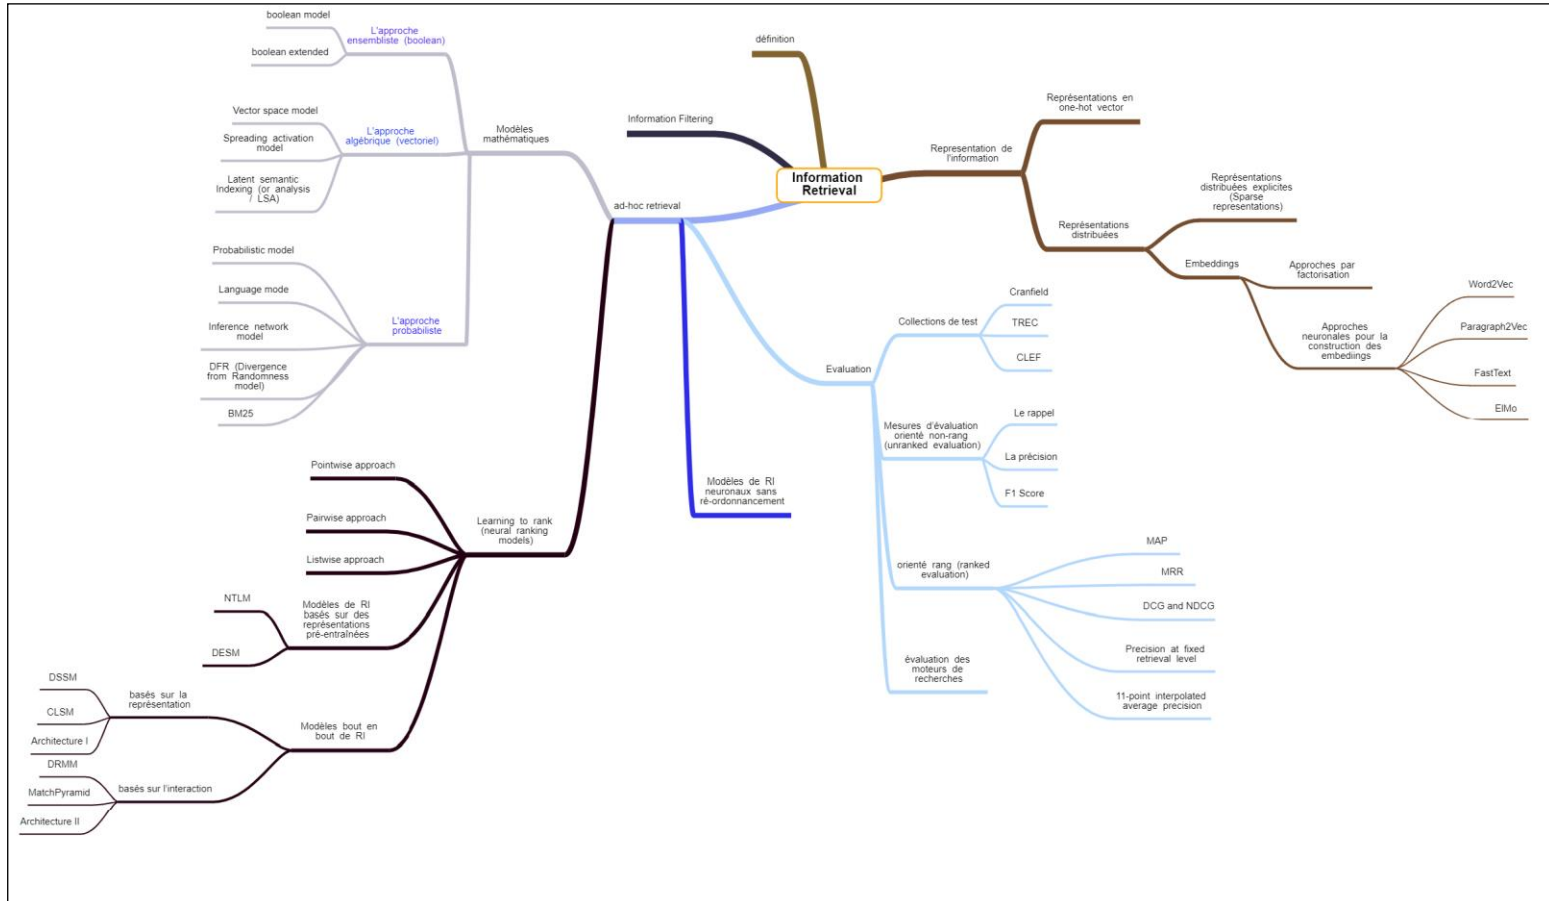 boolean model
L'approche
ensembliste (boolean)
boolean extended
Vector space model
Spreading activation
model
L'approche
algébrique (vectoriel)
Latent semantic
Indexing (or analysis
/ LSA)
Modèles
mathématiques
Probabilistic model
Language mode
Inference network
model
L'approche
probabiliste
DFR (Divergence
from Randomness
model)
BM25
définition
Information Filtering
Information
Retrieval
ad-hoc retrieval
Representation de
l'information
Représentations en
one-hot vector
Représentations
distribuées
Représentations
distribuées explicites
(Sparse
representations)
Embeddings
Approches par
factorisation
Approches
neuronales pour la
construction des
embedings
Word2Vec
Paragraph2Vec
FastText
ElMo
Evaluation
Collections de test
Cranfield
TREC
CLEF
Mesures d'évaluation
orienté non-rang
(unranked evaluation)
Le rappel
La précision
F1 Score
orienté rang (ranked
evaluation)
MAP
MRR
DCG and NDCG
Precision at fixed
retrieval level
11-point interpolated
average precision
évaluation des
moteurs de
recherches
Modèles de RI
neuronaux sans
ré-ordonnancement
Learning to rank
(neural ranking
models)
Pointwise approach
Pairwise approach
Listwise approach
Modèles de RI
basés sur des
représentations
pré-entraînées
NTLM
DESM
Modèles bout en
bout de RI
basés sur la
représentation
DSSM
CLSM
Architecture I
basés sur l'interaction
DRMM
MatchPyramid
Architecture II